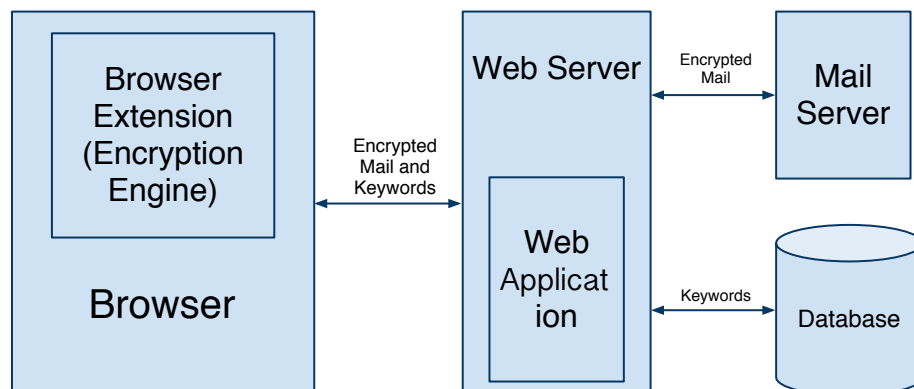 Browser
Extension
(Encryption
Engine)
Browser
Encrypted
Mail and
Keywords
Web Server
Web
Applicat
ion
Encrypted
Mail
Mail
Server
Keywords
Database